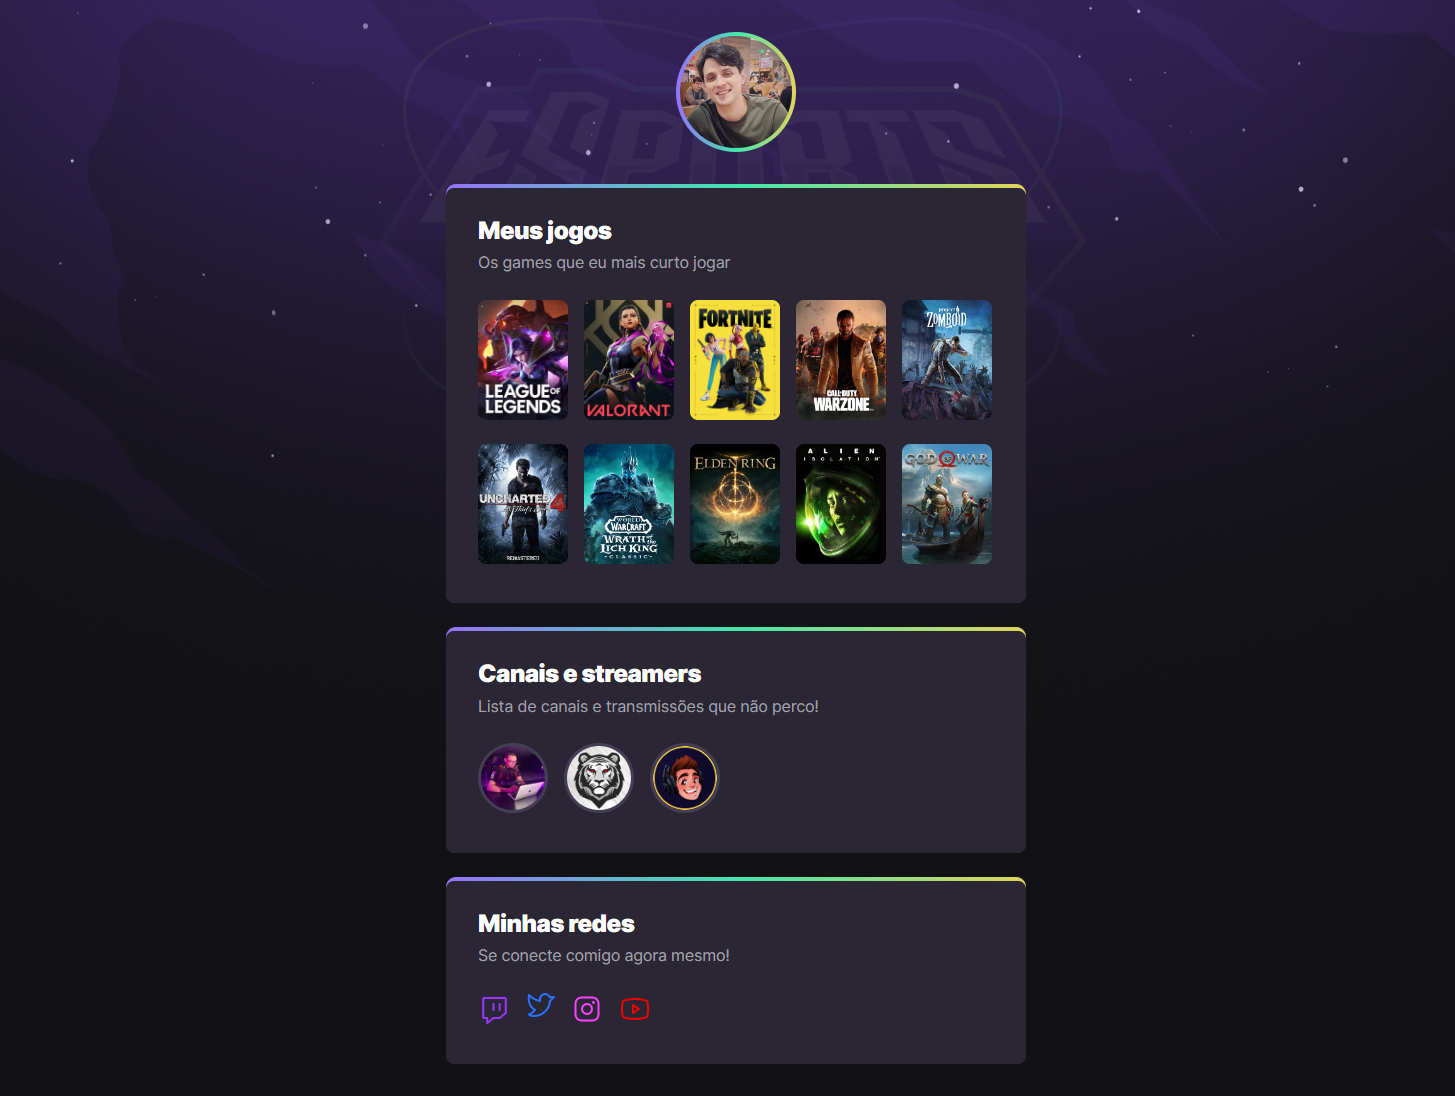 ESPORTS
Meus jogos
Os games que eu mais curto jogar
LEAGUE OF
LEGENDS
VALORANT
FORTNITE
CALL OF DUTY
WARZONE
PROJECT
ZOMBOID
UNCHARTED 4
A Thief's End
REMASTERED
WORLD
OF
WARCRAFT
WRATH of the
LICH KING
CLASSIC
ELDEN RING
ALIEN
ISOLATION
GOD OF WAR
Canais e streamers
Lista de canais e transmissões que não perco!
Minhas redes
Se conecte comigo agora mesmo!